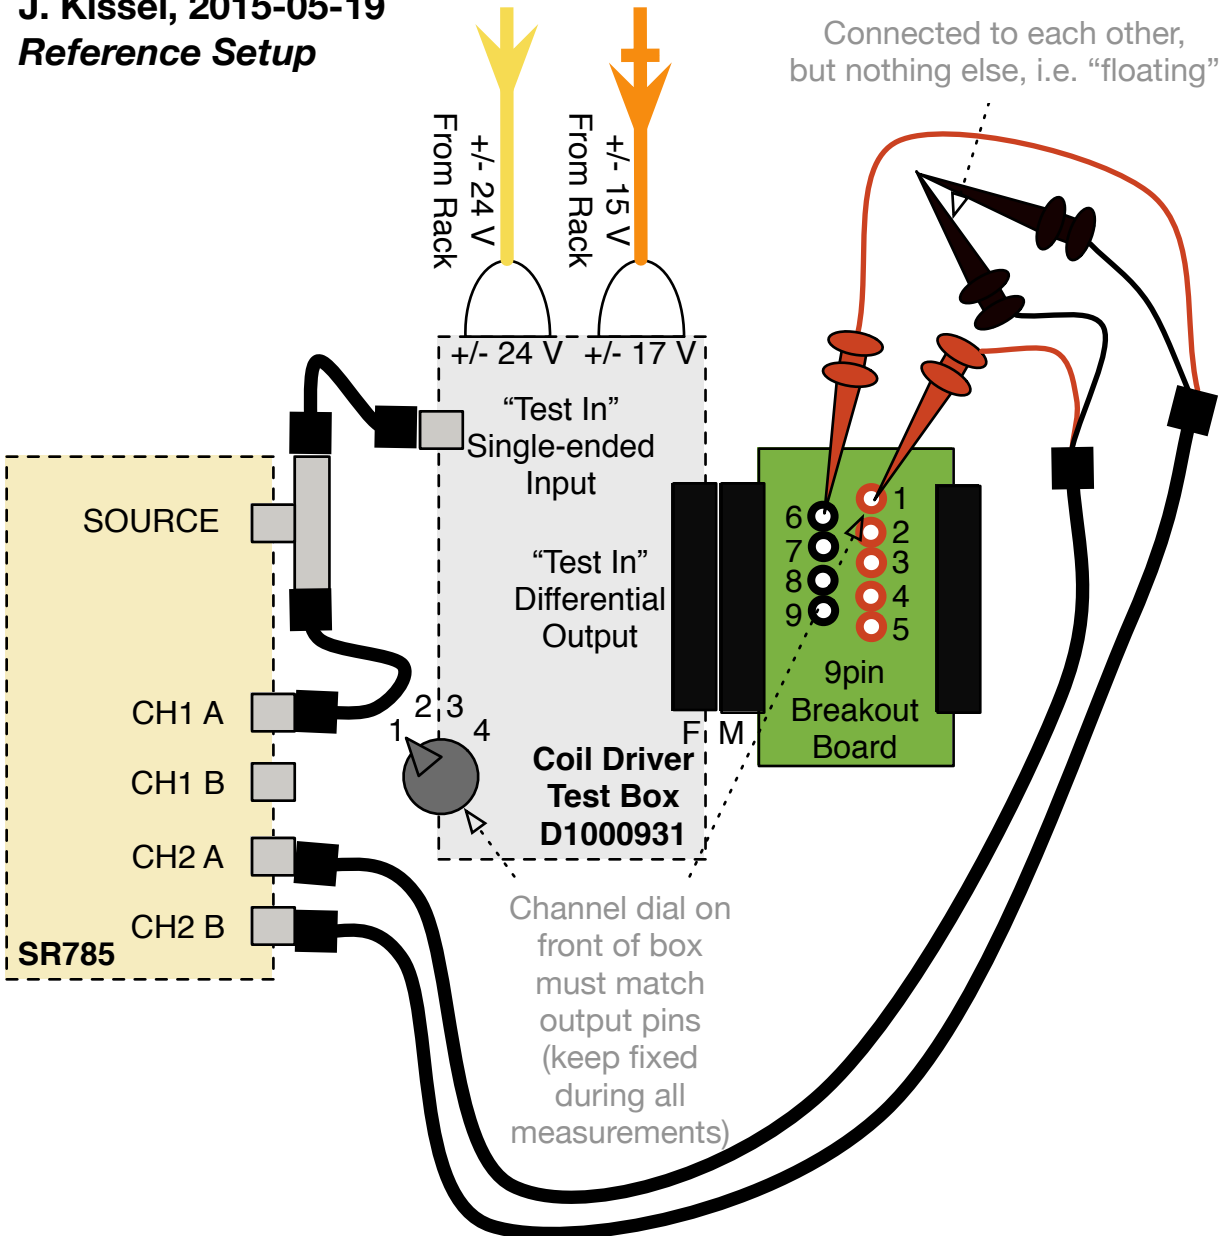 J. Kissel, 2015-05-19
Reference Setup
Connected to each other,
but nothing else, i.e. “floating”
+/- 24 V
From Rack
+/- 15 V
From Rack
+/- 24 V
+/- 17 V
“Test In”
Single-ended
Input
“Test In”
Differential
Output
SOURCE
CH1 A
CH1 B
CH2 A
CH2 B
SR785
1
2
3
4
F
M
Coil Driver
Test Box
D1000931
6
7
8
9
1
2
3
4
5
9pin
Breakout
Board
Channel dial on
front of box
must match
output pins
(keep fixed
during all
measurements)